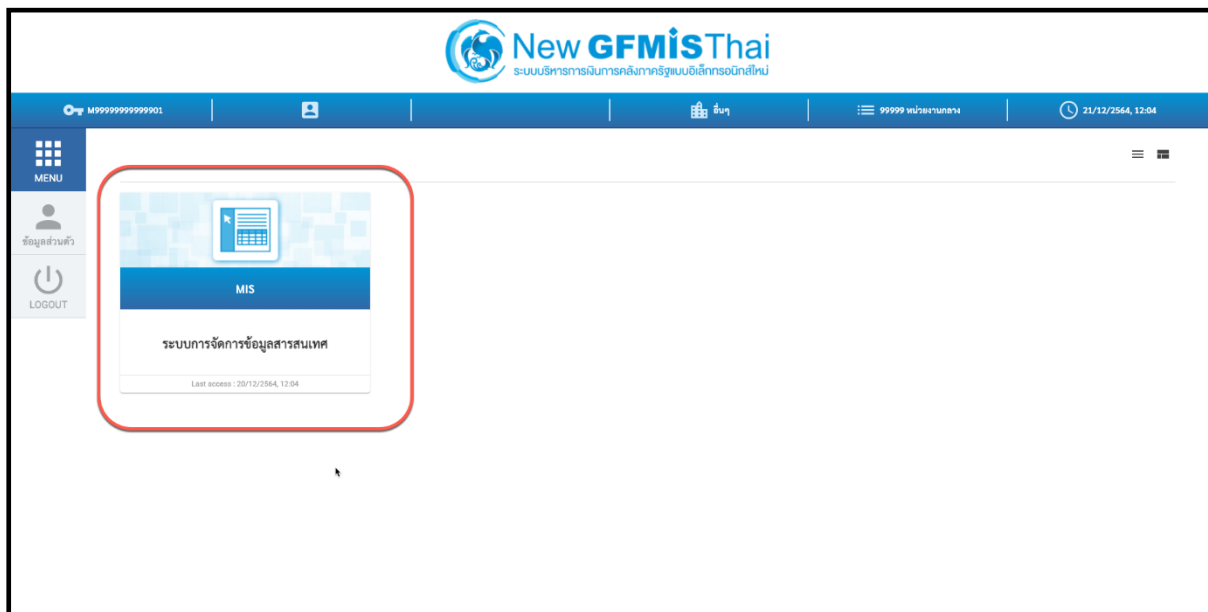 New GFMIS Thai
ระบบบริหารการเงินการคลังภาครัฐแบบอิเล็กทรอนิกส์ใหม่
M99999999999901
อื่นๆ
99999 หน่วยงานกลาง
21/12/2564, 12:04
MENU
ข้อมูลส่วนตัว
LOGOUT
MIS
ระบบการจัดการข้อมูลสารสนเทศ
Last access : 20/12/2564, 12:04